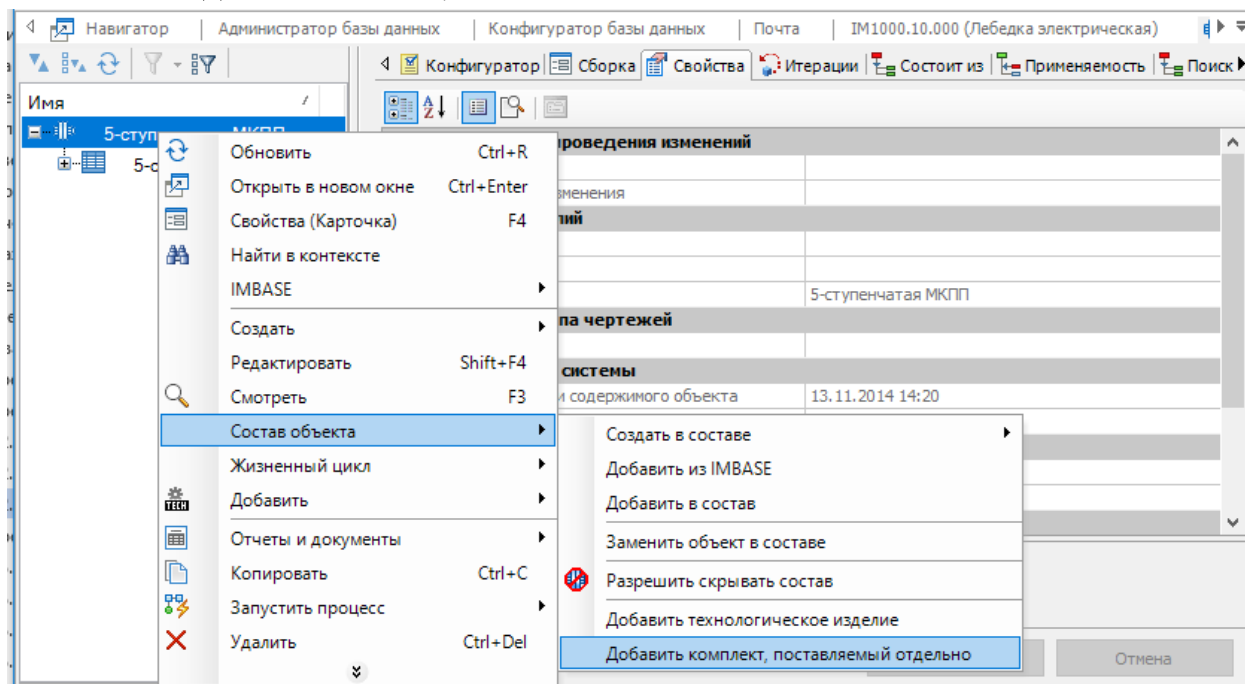 Навигатор Администратор базы данных Конфигуратор базы данных Почта IM1000.10.000 (Лебедка электрическая)
Конфигуратор Сборка Свойства Итерации Состоит из Применяемость Поиск
Имя
5-ступ МКПП
5-с
проведения изменений
зменения
лий
5-ступенчатая МКПП
па чертежей
системы
и содержимого объекта 13.11.2014 14:20
Обновить Ctrl+R
Открыть в новом окне Ctrl+Enter
Свойства (Карточка) F4
Найти в контексте
IMBASE
Создать
Редактировать Shift+F4
Смотреть F3
Состав объекта
Жизненный цикл
Добавить
Отчеты и документы
Копировать Ctrl+C
Запустить процесс
Удалить Ctrl+Del
Создать в составе
Добавить из IMBASE
Добавить в состав
Заменить объект в составе
Разрешить скрывать состав
Добавить технологическое изделие
Добавить комплект, поставляемый отдельно
Отмена